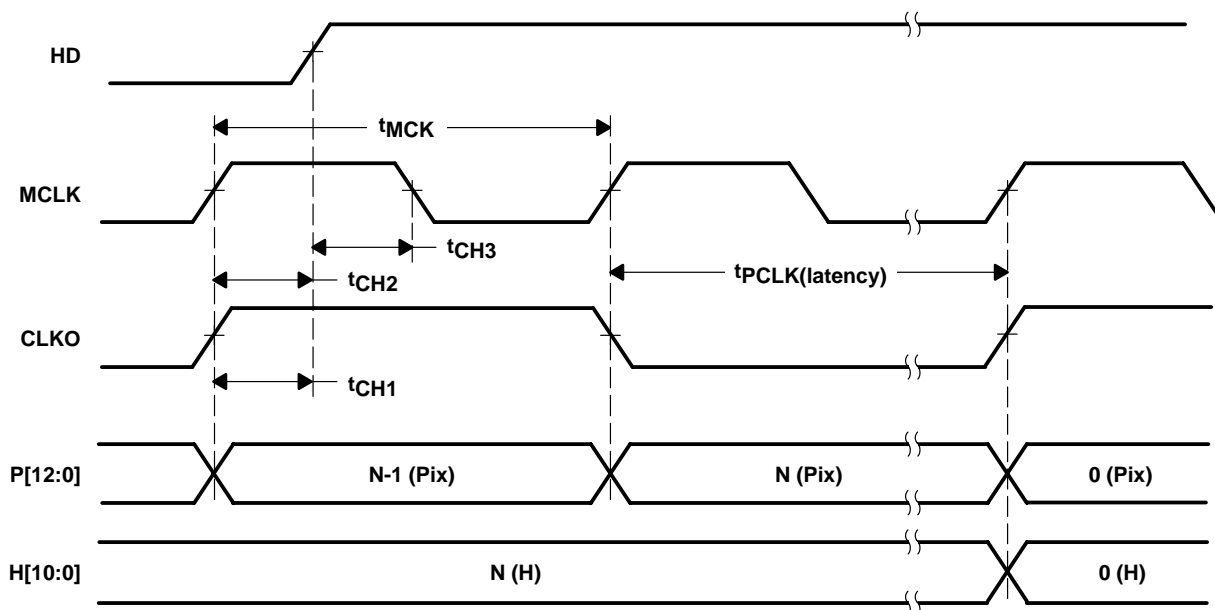 HD
tMCK
MCLK
tCH3
tCH2
tPCLK(latency)
CLKO
tCH1
P[12:0]
N-1 (Pix)
N (Pix)
0 (Pix)
H[10:0]
N (H)
0 (H)